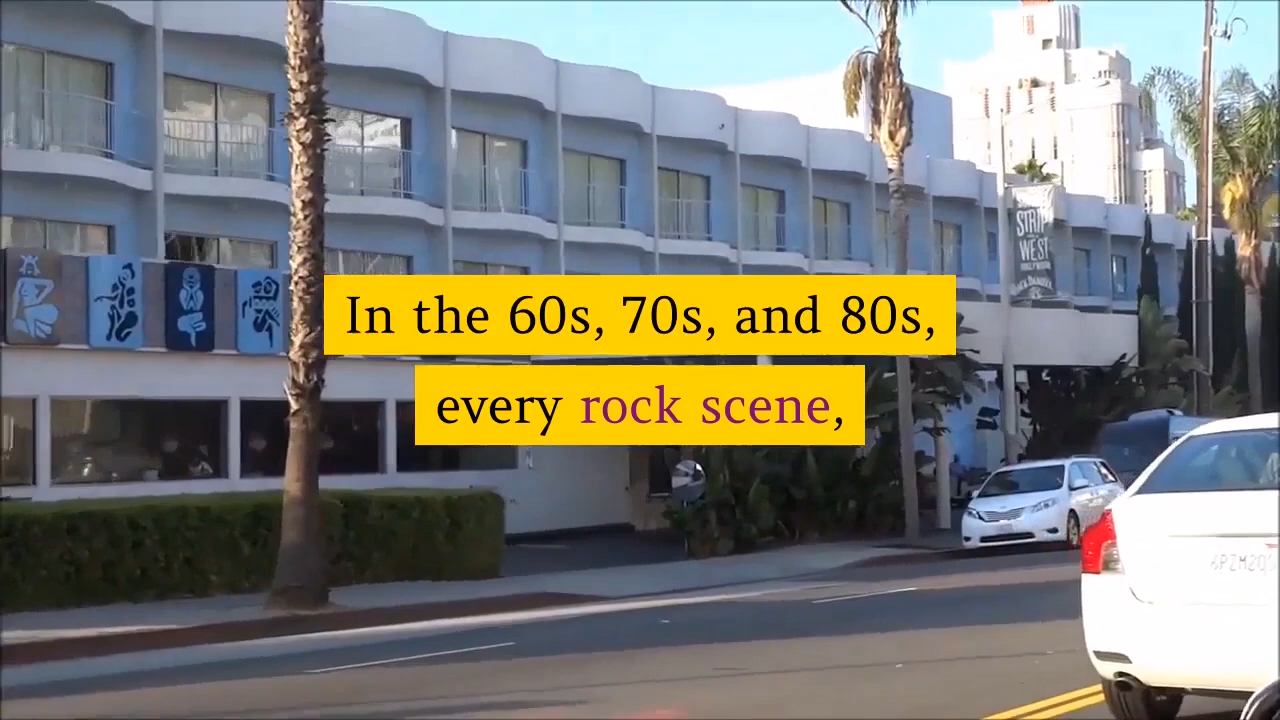 In the 60s, 70s, and 80s,
every rock scene,
STRIP
WEST